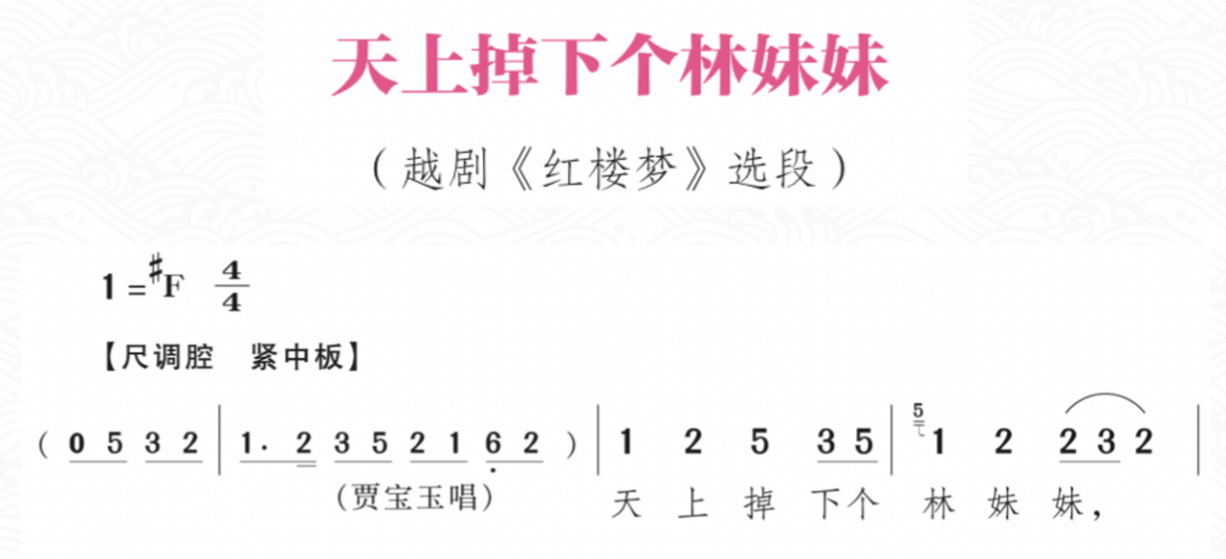 天上掉下个林妹妹
（越剧《红楼梦》选段）
1=#F 4/4
【尺调腔 紧中板】
（0 5 3 2 | 1. 2 3 5 2 1 6̣ 2） | 1 2 5 3 5 | 5 1 2 2 3 2 |
（贾宝玉唱） 天 上 掉 下个 林 妹 妹，